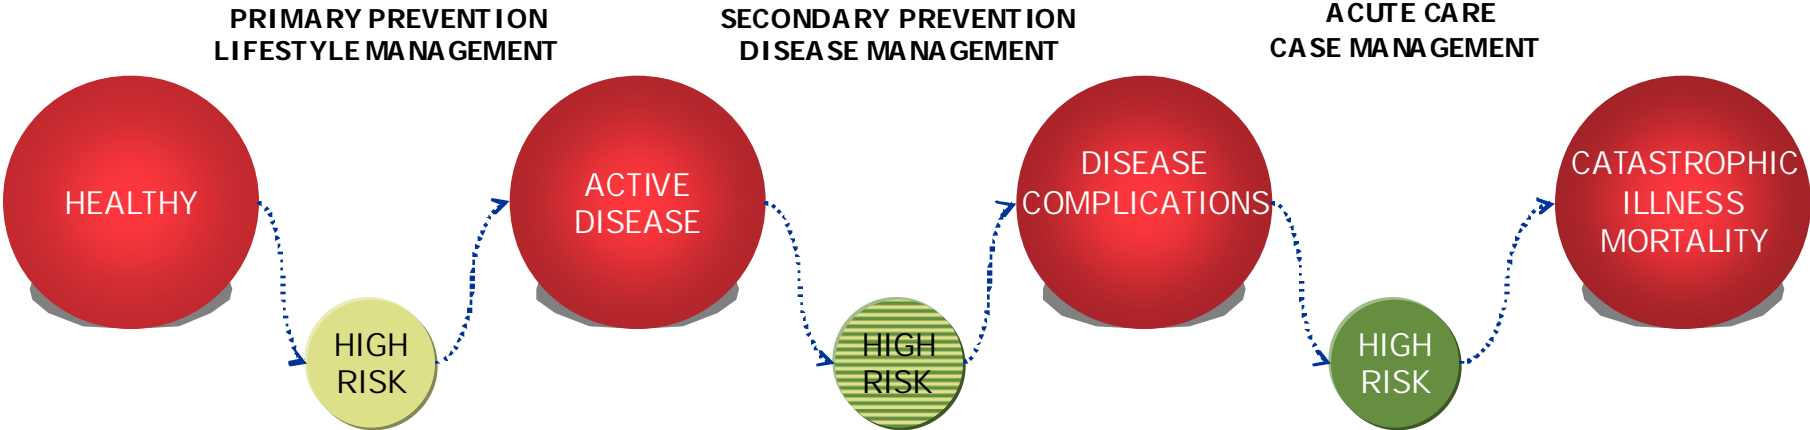 PRIMARY PREVENTION
LIFESTYLE MANAGEMENT
SECONDARY PREVENTION
DISEASE MANAGEMENT
ACUTE CARE
CASE MANAGEMENT
HEALTHY
HIGH
RISK
ACTIVE
DISEASE
HIGH
RISK
DISEASE
COMPLICATIONS
HIGH
RISK
CATASTROPHIC
ILLNESS
MORTALITY